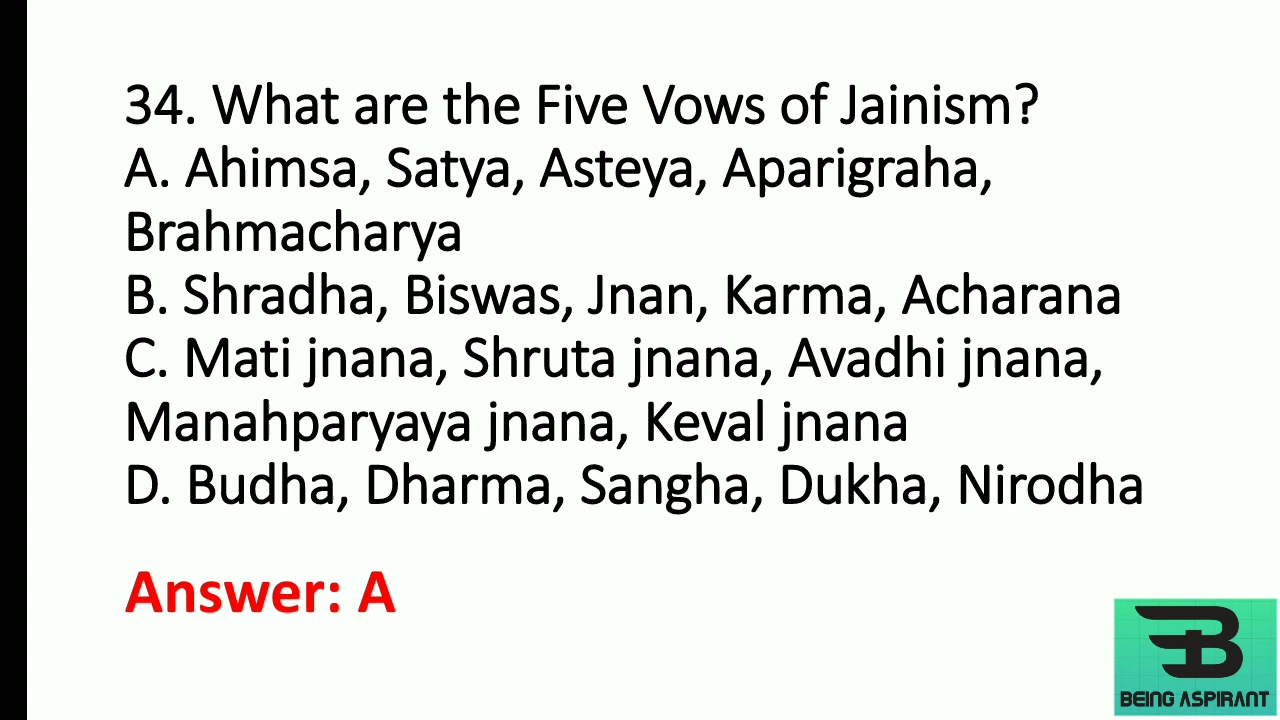 34. What are the Five Vows of Jainism?
A. Ahimsa, Satya, Asteya, Aparigraha,
Brahmacharya
B. Shradha, Biswas, Jnan, Karma, Acharana
C. Mati jnana, Shruta jnana, Avadhi jnana,
Manahparyaya jnana, Keval jnana
D. Budha, Dharma, Sangha, Dukha, Nirodha
Answer: A
BEING ASPIRANT